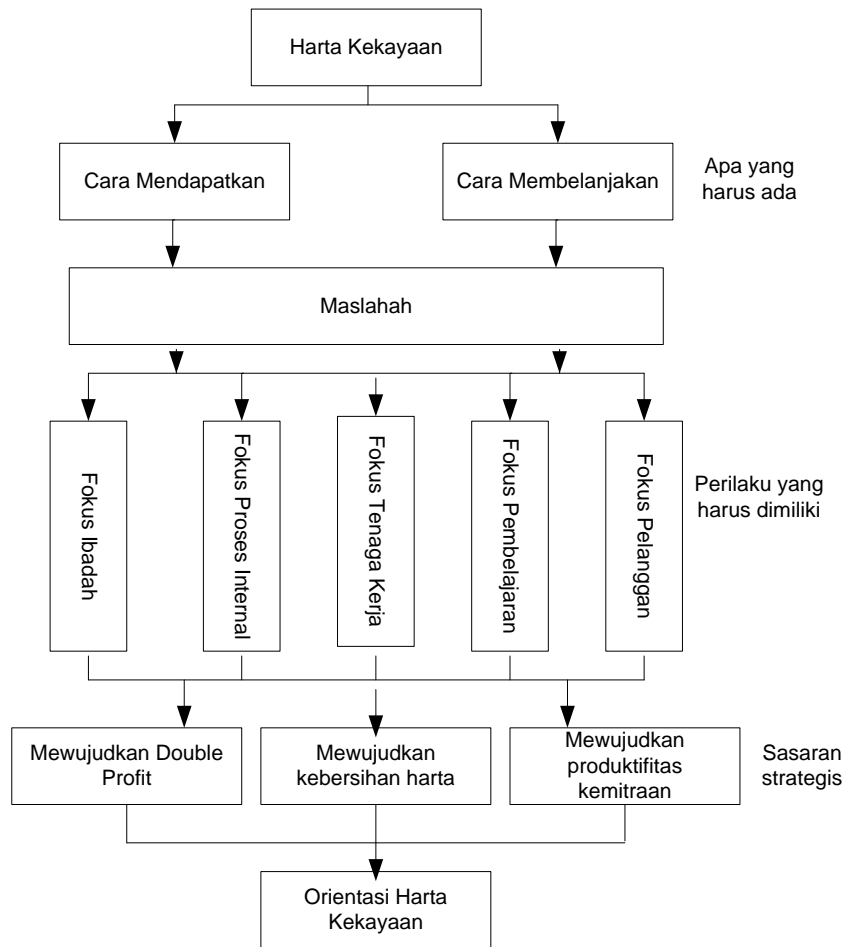 Harta Kekayaan
Cara Mendapatkan
Cara Membelanjakan
Apa yang
harus ada
Maslahah
Fokus Ibadah
Fokus Proses Internal
Fokus Tenaga Kerja
Fokus Pembelajaran
Fokus Pelanggan
Perilaku yang
harus dimiliki
Mewujudkan Double
Profit
Mewujudkan
kebersihan harta
Mewujudkan
produktifitas
kemitraan
Sasaran
strategis
Orientasi Harta
Kekayaan